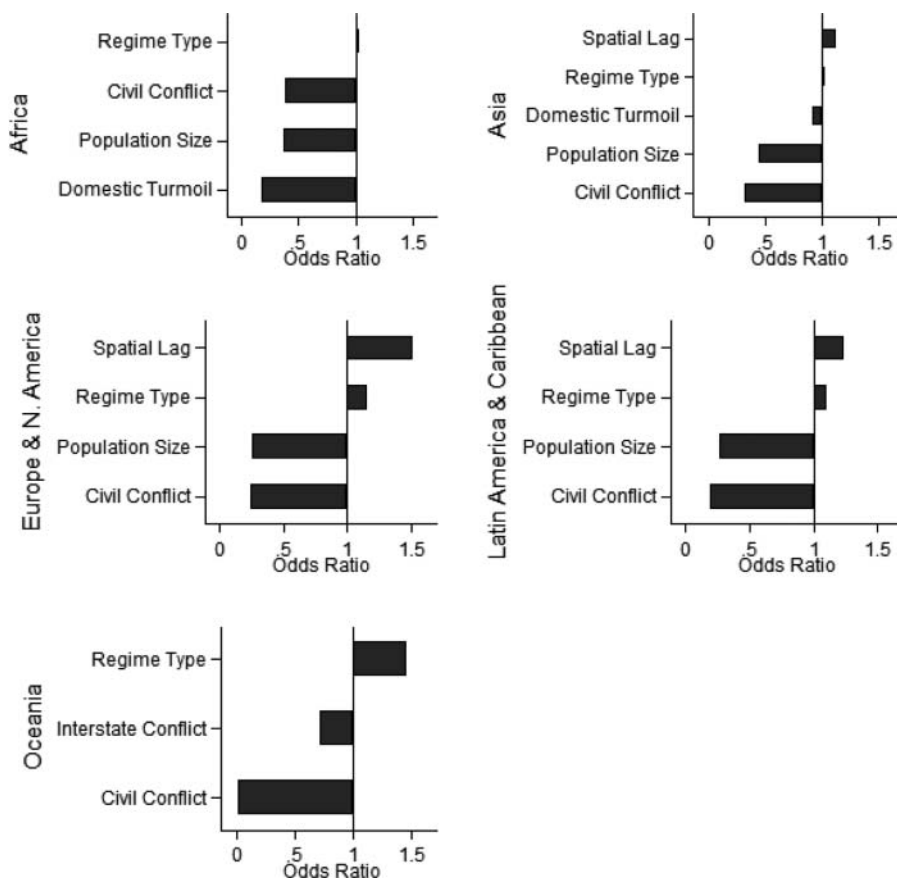 Africa
Regime Type
Civil Conflict
Population Size
Domestic Turmoil
0 .5 1 1.5
Odds Ratio
Asia
Spatial Lag
Regime Type
Domestic Turmoil
Population Size
Civil Conflict
0 .5 1 1.5
Odds Ratio
Europe & N. America
Spatial Lag
Regime Type
Population Size
Civil Conflict
0 .5 1 1.5
Odds Ratio
Latin America & Caribbean
Spatial Lag
Regime Type
Population Size
Civil Conflict
0 .5 1 1.5
Odds Ratio
Oceania
Regime Type
Interstate Conflict
Civil Conflict
0 .5 1 1.5
Odds Ratio